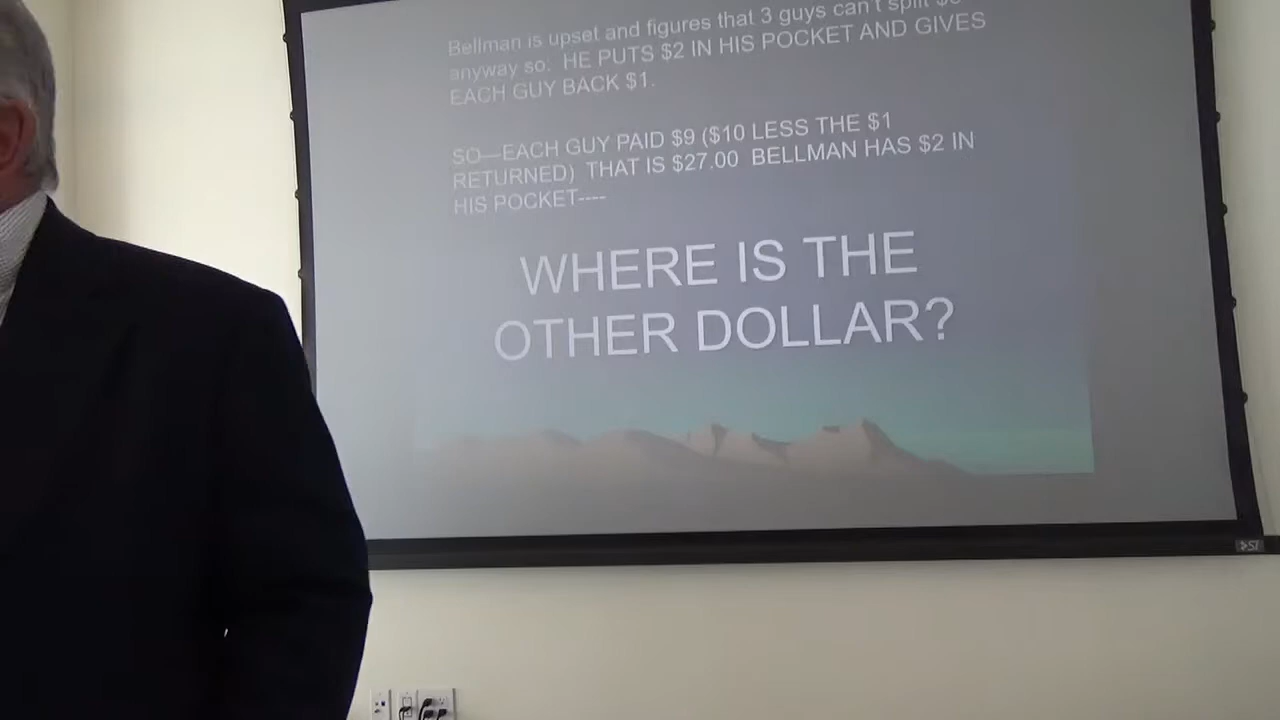 Bellman is upset and figures that 3 guys can't split
anyway so: HE PUTS $2 IN HIS POCKET AND GIVES
EACH GUY BACK $1.
SO—EACH GUY PAID $9 ($10 LESS THE $1
RETURNED) THAT IS $27.00 BELLMAN HAS $2 IN
HIS POCKET----
WHERE IS THE
OTHER DOLLAR?